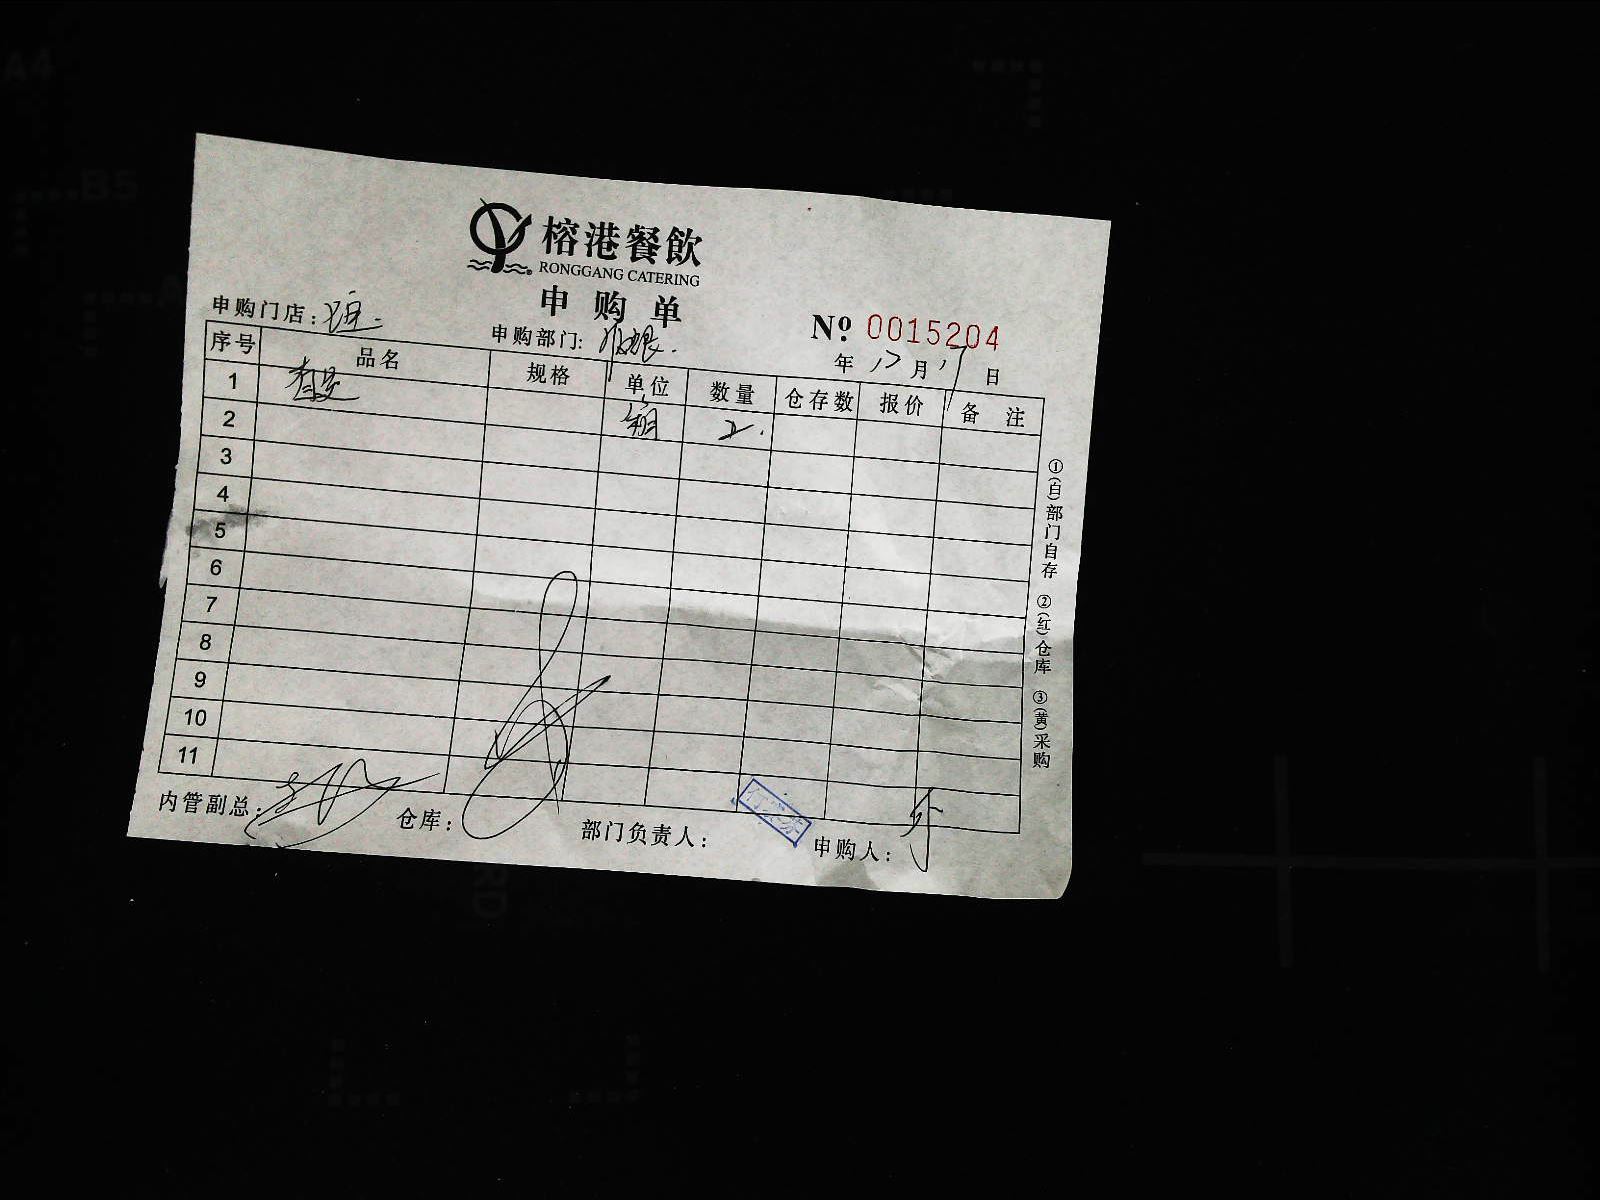 榕港餐飲
RONGGANG CATERING
申购单
No. 0015204
申购门店:
申购部门:
年 12 月 17 日
序号 品名 规格 单位 数量 仓存数 报价 备注
1 箱 2.
2
3
4
5
6
7
8
9
10
11
内管副总: 仓库: 部门负责人: 申购人:
①(白)部门自存 ②(红)仓库 ③(黄)采购
A4
B5